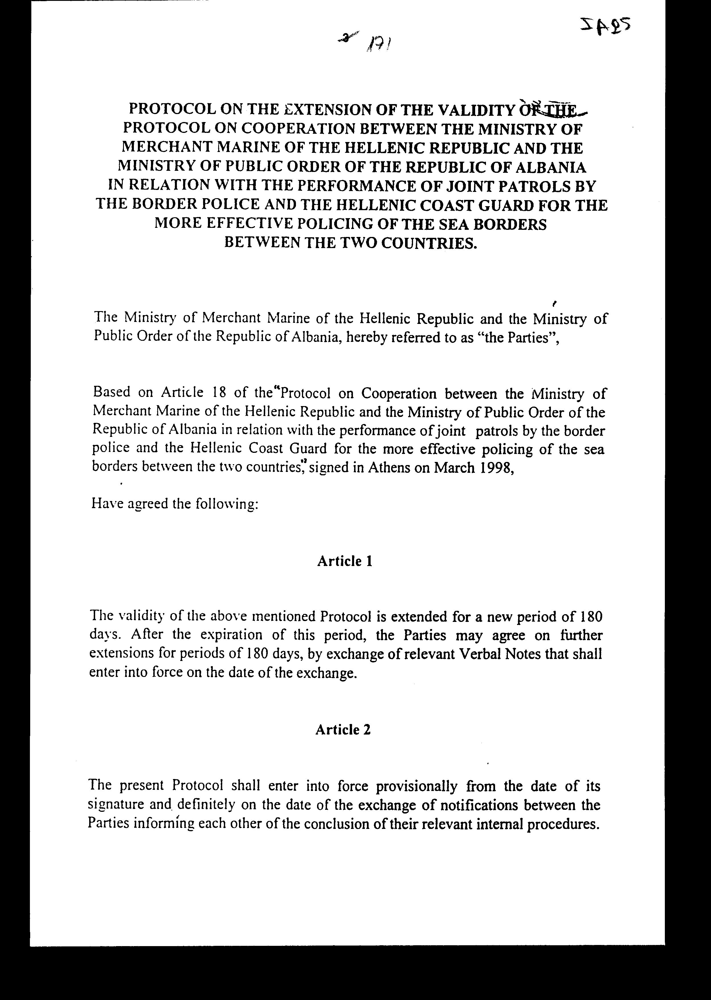 171
PROTOCOL ON THE EXTENSION OF THE VALIDITY OF THE
PROTOCOL ON COOPERATION BETWEEN THE MINISTRY OF
MERCHANT MARINE OF THE HELLENIC REPUBLIC AND THE
MINISTRY OF PUBLIC ORDER OF THE REPUBLIC OF ALBANIA
IN RELATION WITH THE PERFORMANCE OF JOINT PATROLS BY
THE BORDER POLICE AND THE HELLENIC COAST GUARD FOR THE
MORE EFFECTIVE POLICING OF THE SEA BORDERS
BETWEEN THE TWO COUNTRIES.
The Ministry of Merchant Marine of the Hellenic Republic and the Ministry of
Public Order of the Republic of Albania, hereby referred to as “the Parties”,
Based on Article 18 of the “Protocol on Cooperation between the Ministry of
Merchant Marine of the Hellenic Republic and the Ministry of Public Order of the
Republic of Albania in relation with the performance of joint patrols by the border
police and the Hellenic Coast Guard for the more effective policing of the sea
borders between the two countries”, signed in Athens on March 1998,
Have agreed the following:
Article 1
The validity of the above mentioned Protocol is extended for a new period of 180
days. After the expiration of this period, the Parties may agree on further
extensions for periods of 180 days, by exchange of relevant Verbal Notes that shall
enter into force on the date of the exchange.
Article 2
The present Protocol shall enter into force provisionally from the date of its
signature and definitely on the date of the exchange of notifications between the
Parties informing each other of the conclusion of their relevant internal procedures.